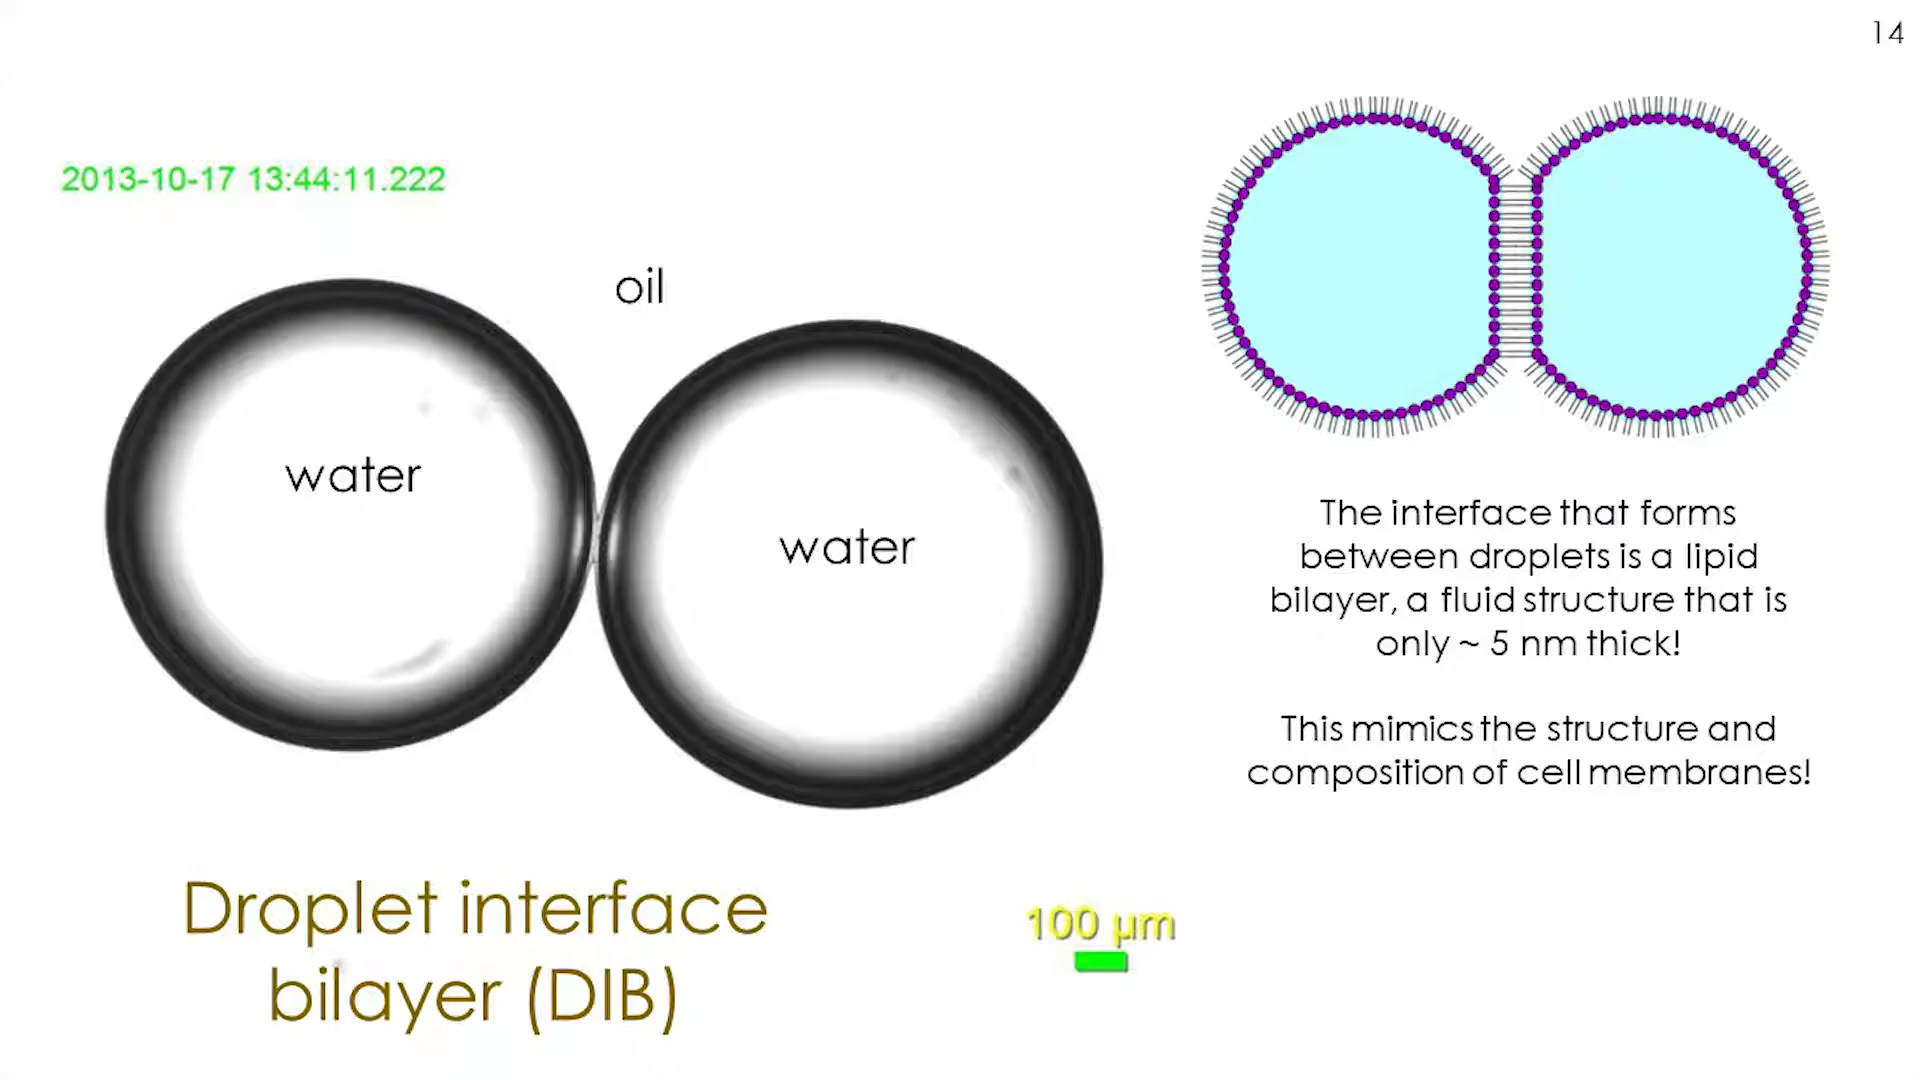 14
2013-10-17 13:44:11.222
oil
water
water
The interface that forms
between droplets is a lipid
bilayer, a fluid structure that is
only ~ 5 nm thick!
This mimics the structure and
composition of cell membranes!
Droplet interface
bilayer (DIB)
100 µm